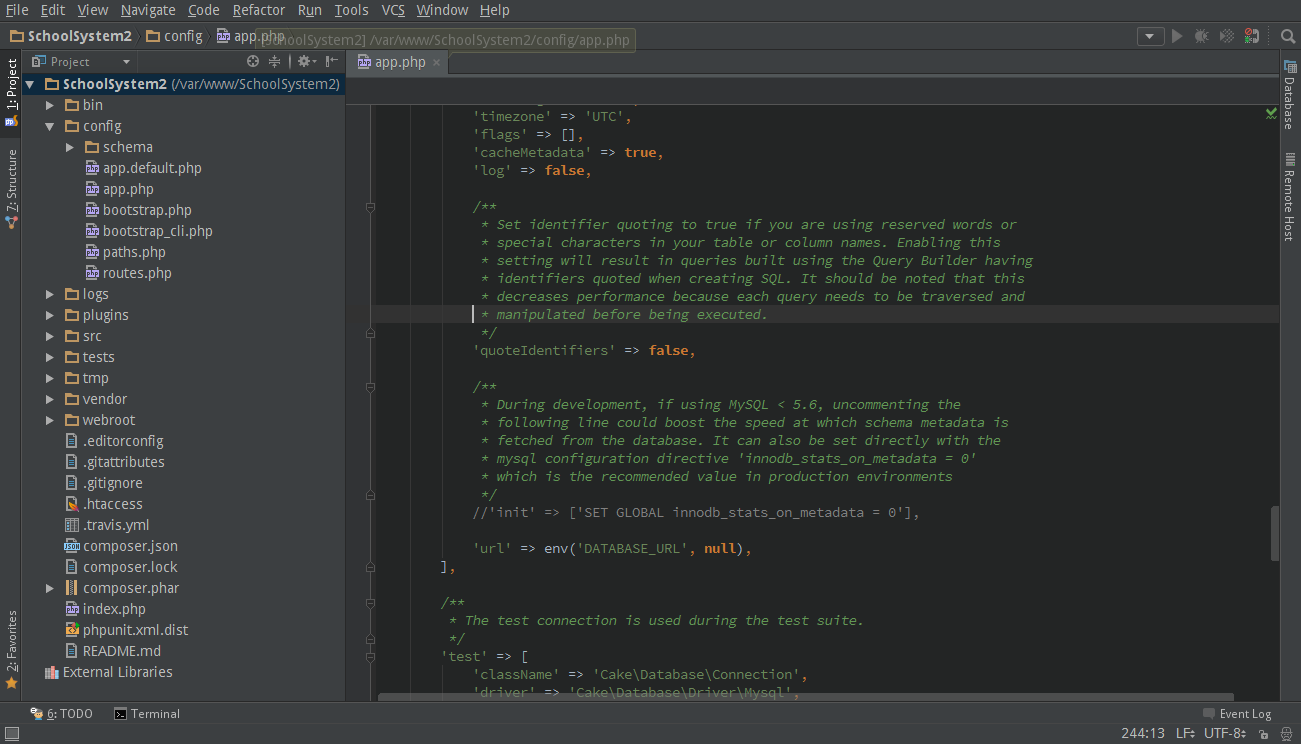 File Edit View Navigate Code Refactor Run Tools VCS Window Help
SchoolSystem2 config app.php
[SchoolSystem2] /var/www/SchoolSystem2/config/app.php
Project
app.php
1: Project
7: Structure
2: Favorites
SchoolSystem2 (/var/www/SchoolSystem2)
bin
config
schema
app.default.php
app.php
bootstrap.php
bootstrap_cli.php
paths.php
routes.php
logs
plugins
src
tests
tmp
vendor
webroot
.editorconfig
.gitattributes
.gitignore
.htaccess
.travis.yml
composer.json
composer.lock
composer.phar
index.php
phpunit.xml.dist
README.md
External Libraries
'timezone' => 'UTC',
'flags' => [],
'cacheMetadata' => true,
'log' => false,
/**
* Set identifier quoting to true if you are using reserved words or
* special characters in your table or column names. Enabling this
* setting will result in queries built using the Query Builder having
* identifiers quoted when creating SQL. It should be noted that this
* decreases performance because each query needs to be traversed and
* manipulated before being executed.
*/
'quoteIdentifiers' => false,
/**
* During development, if using MySQL < 5.6, uncommenting the
* following line could boost the speed at which schema metadata is
* fetched from the database. It can also be set directly with the
* mysql configuration directive 'innodb_stats_on_metadata = 0'
* which is the recommended value in production environments
*/
//'init' => ['SET GLOBAL innodb_stats_on_metadata = 0'],
'url' => env('DATABASE_URL', null),
],
/**
* The test connection is used during the test suite.
*/
'test' => [
'className' => 'Cake\Database\Connection',
'driver' => 'Cake\Database\Driver\Mysql',
Database
Remote Host
6: TODO Terminal Event Log
244:13 LF UTF-8